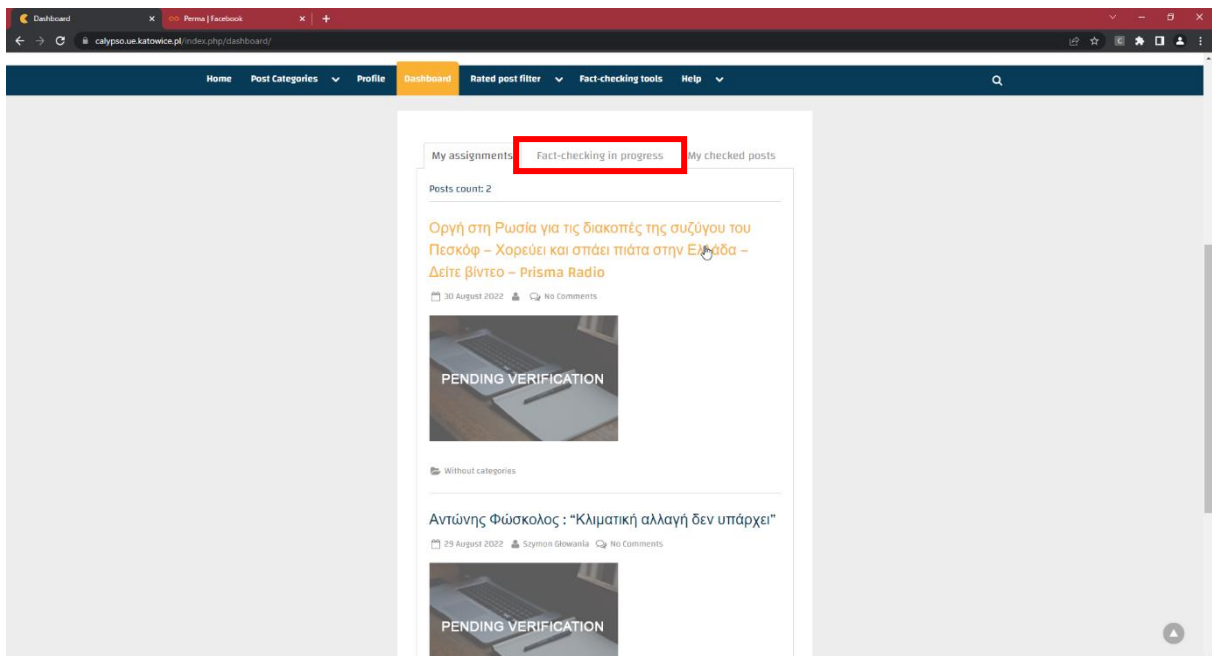 Dashboard
Perma | Facebook
calypso.ue.katowice.pl/index.php/dashboard/
Home Post Categories Profile Dashboard Rated post filter Fact-checking tools Help
My assignments Fact-checking in progress My checked posts
Posts count: 2
Οργή στη Ρωσία για τις διακοπές της συζύγου του
Πεσκόφ – Χορεύει και σπάει πιάτα στην Ελλάδα –
Δείτε βίντεο – Prisma Radio
30 August 2022 No Comments
PENDING VERIFICATION
Without categories
Αντώνης Φώσκολος : “Κλιματική αλλαγή δεν υπάρχει”
29 August 2022 Szymon Głowania No Comments
PENDING VERIFICATION